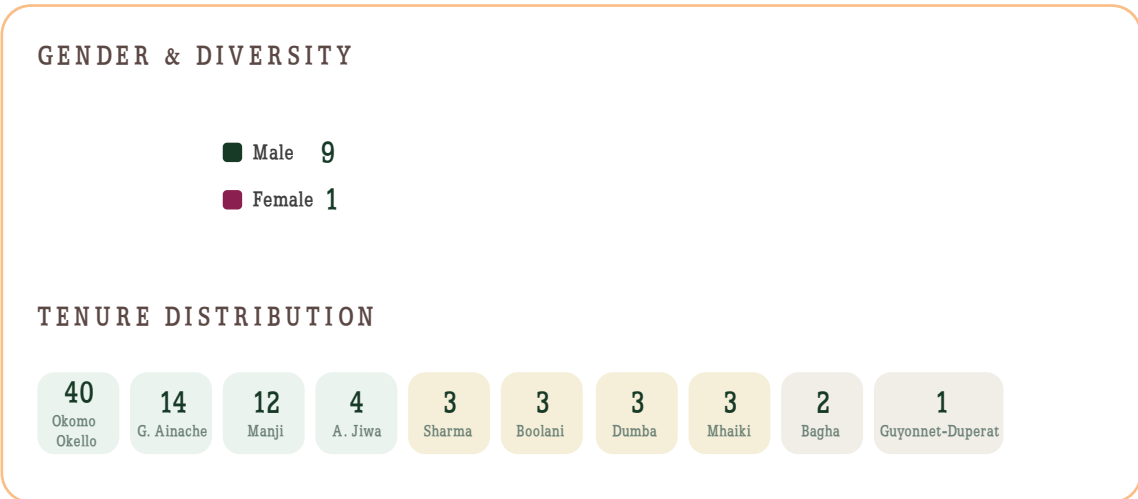 GENDER & DIVERSITY
Male 9
Female 1
TENURE DISTRIBUTION
40 14 12 4 3 3 3 3 2 1
Okomo
Okello
G. Ainache Manji A. Jiwa Sharma Boolani Dumba Mhaiki Bagha Guyonnet-Duperat